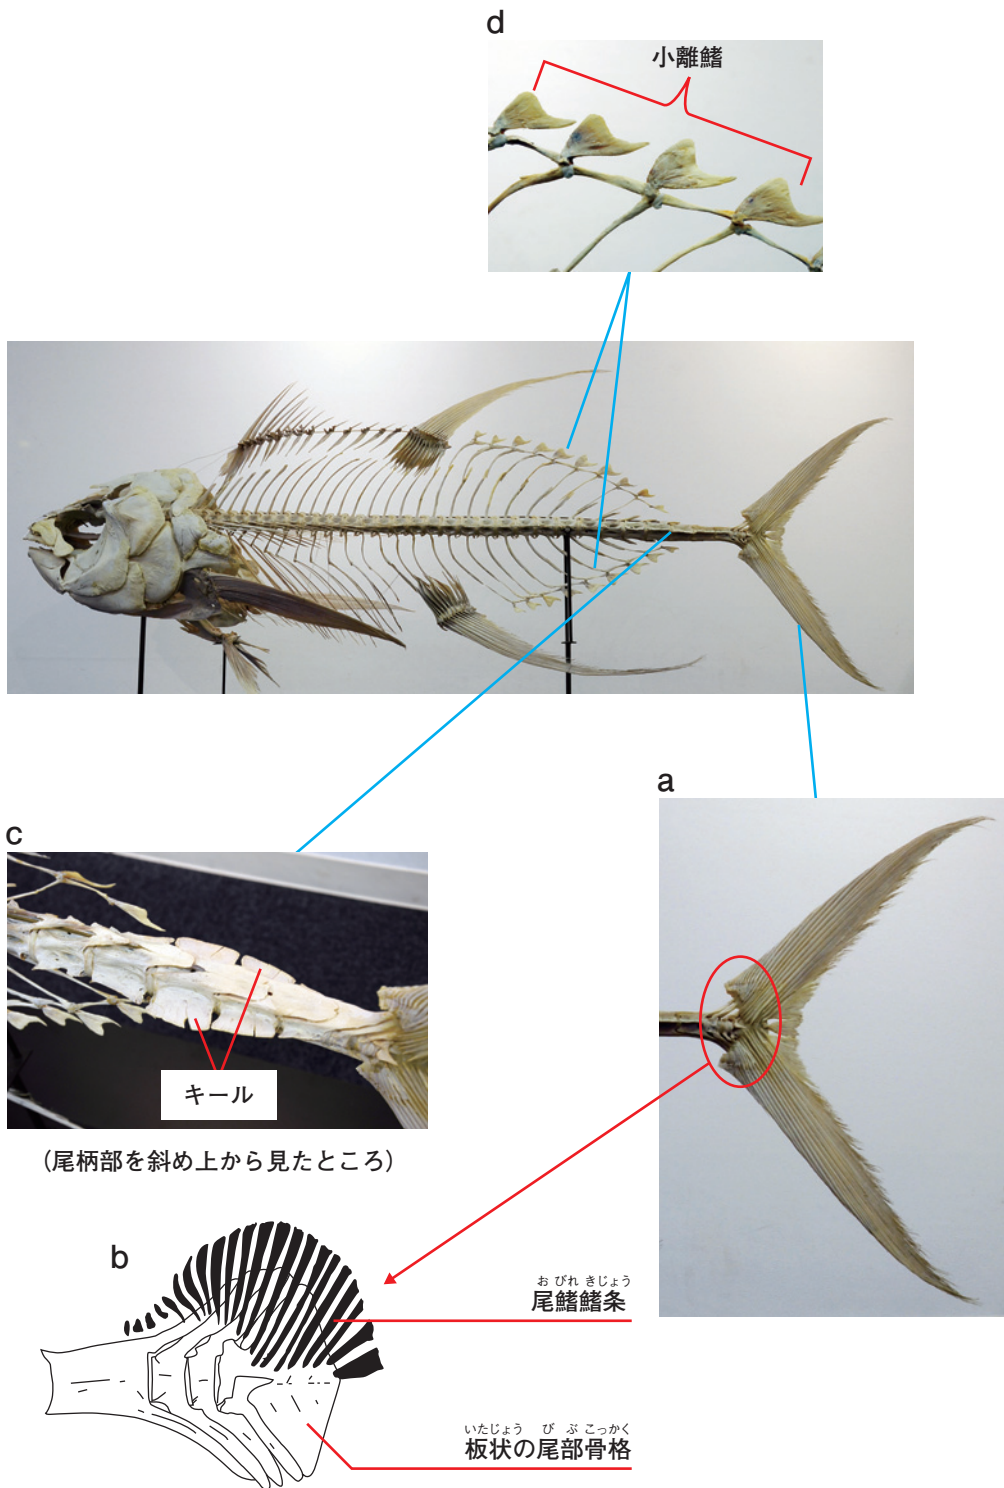 d
小離鰭
a
c
キール
(尾柄部を斜め上から見たところ)
b
お びれ きじょう
尾鰭鰭条
いたじょう び ぶ こっかく
板状の尾部骨格